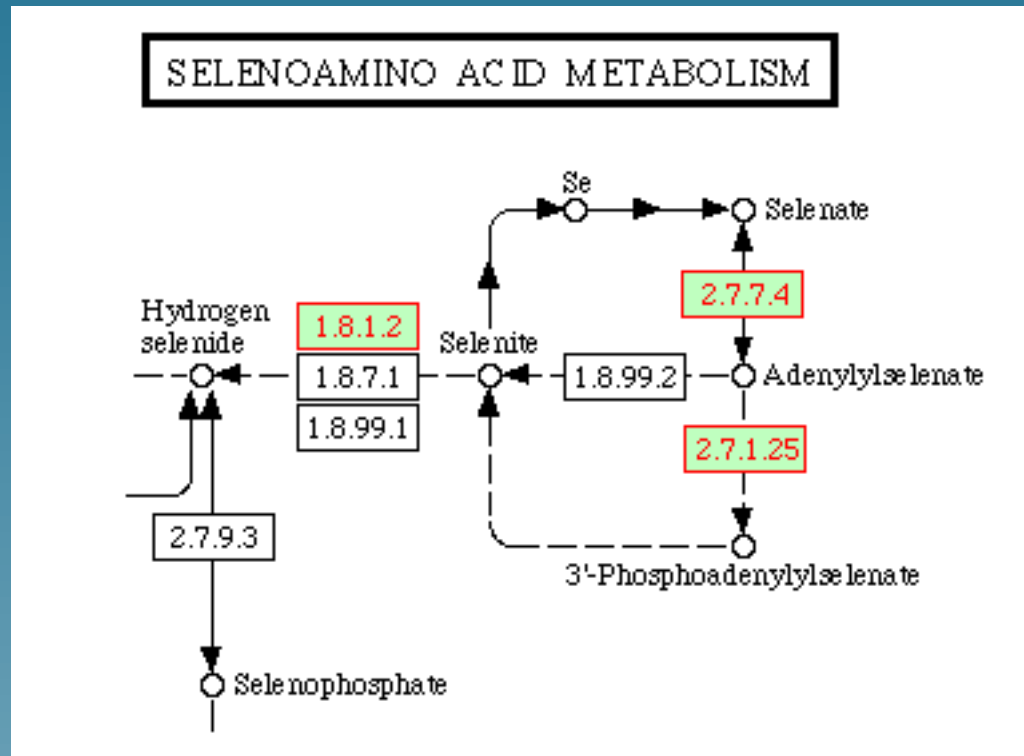 SELENOAMINO ACID METABOLISM
Se
Selenate
2.7.7.4
Hydrogen
selenide
1.8.1.2
Selenite
1.8.7.1
1.8.99.2
Adenylylselenate
1.8.99.1
2.7.1.25
2.7.9.3
3'-Phosphoadenylylselenate
Selenophosphate